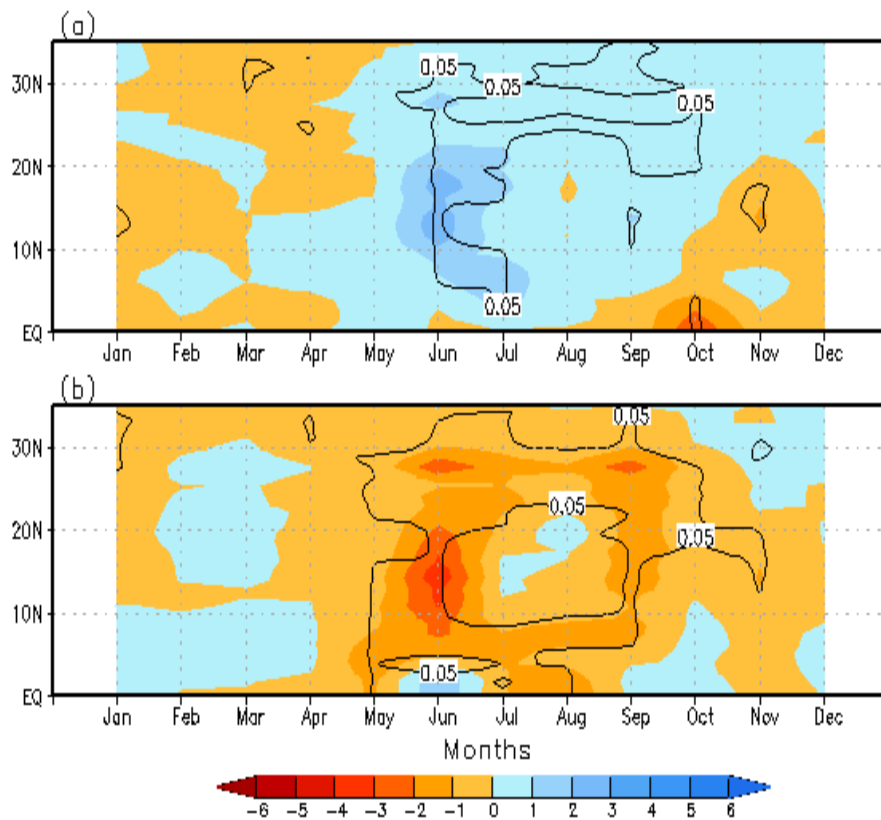 (a)
0.05
30N
0.05
0.05
20N
10N
0.05
EQ
Jan Feb Mar Apr May Jun Jul Aug Sep Oct Nov Dec
(b)
0.05
30N
0.05
20N
0.05
10N
0.05
EQ
Jan Feb Mar Apr May Jun Jul Aug Sep Oct Nov Dec
Months
-6 -5 -4 -3 -2 -1 0 1 2 3 4 5 6